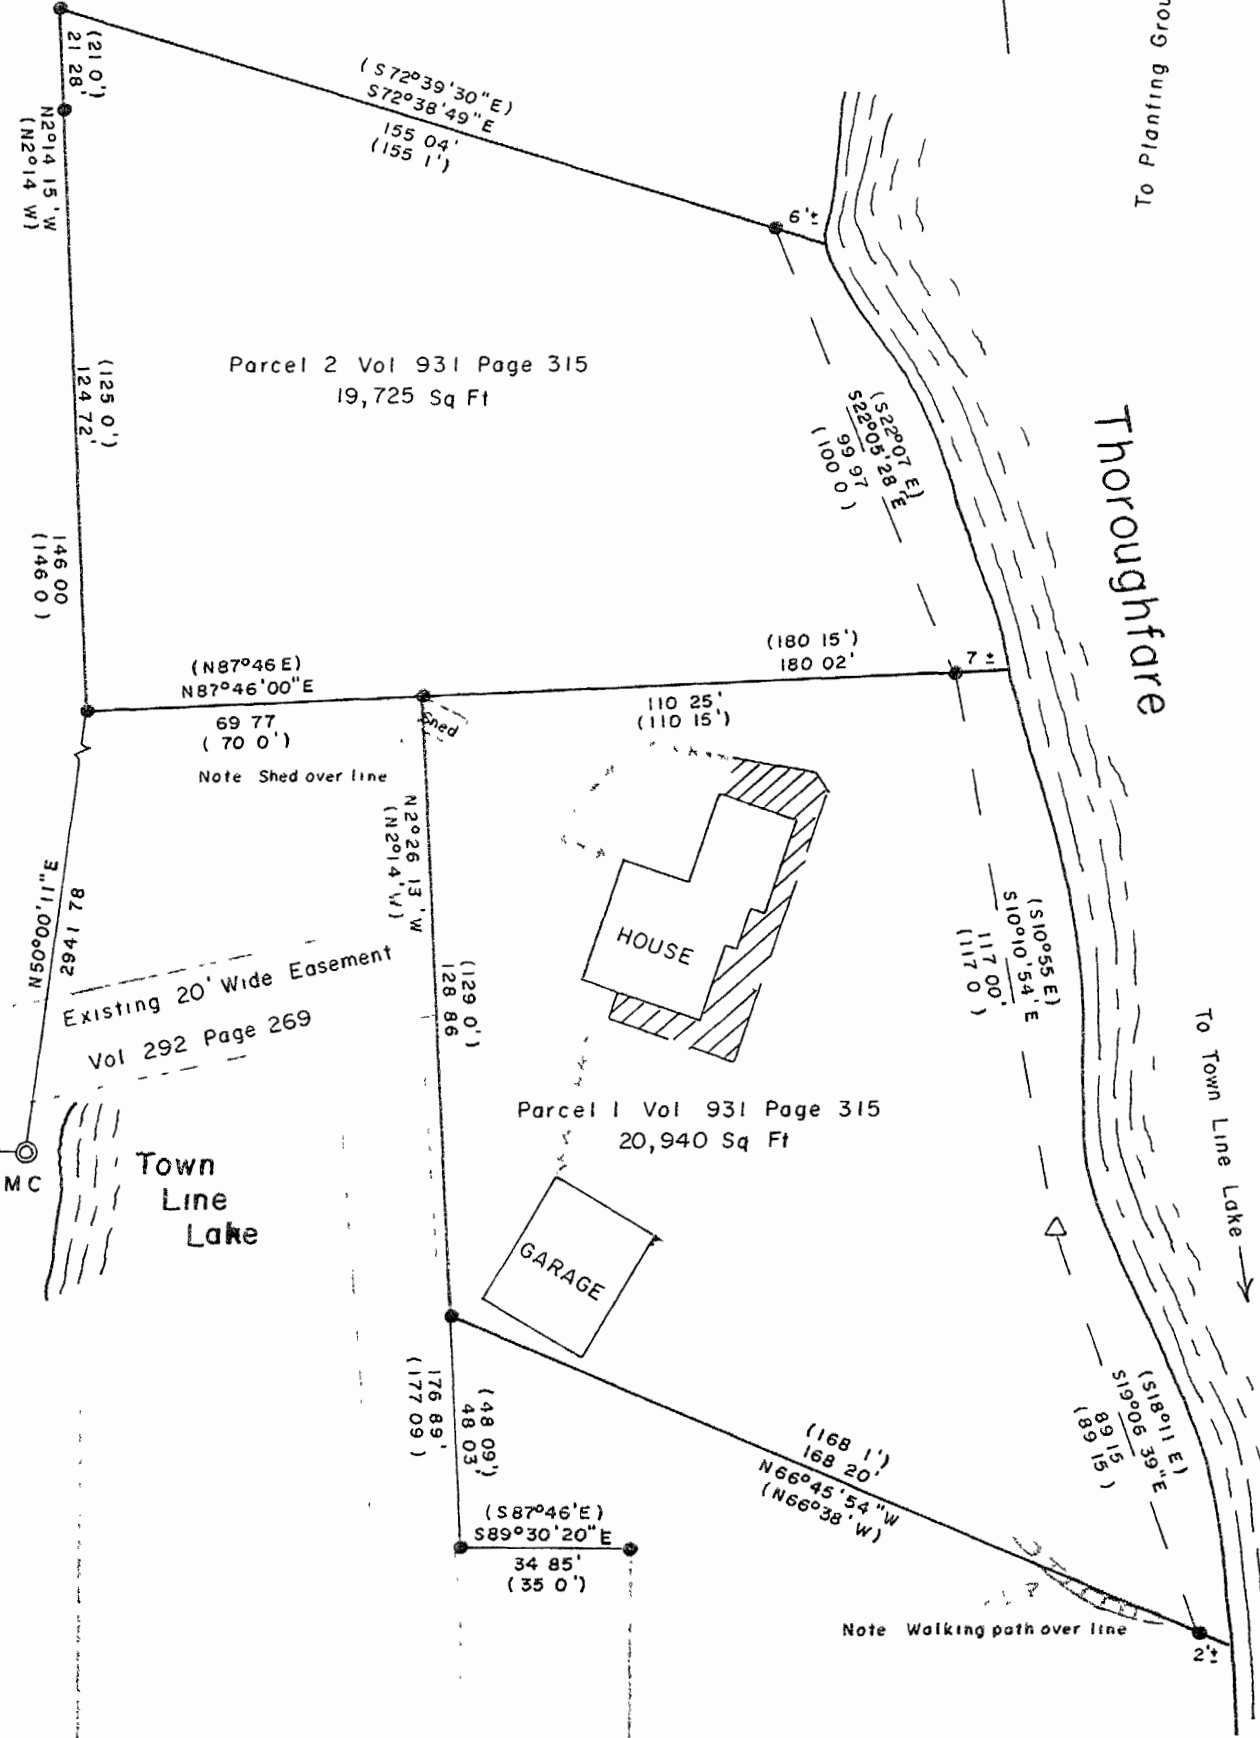 (21 0')
21 28'
N2°14 15 'W
(N2°14 W)
(S72°39'30"E)
S72°38'49"E
155 04'
(155 1')
6'±
To Planting Gro
Parcel 2 Vol 931 Page 315
19,725 Sq Ft
(125 0')
124 72'
146 00
(146 0 )
(S22°07 E)
S22°05'28 'E
99 97
(100 0 )
Thoroughfare
(N87°46 E)
N87°46'00"E
69 77
( 70 0')
(180 15')
180 02'
7 ±
110 25'
(110 15')
Shed
Note Shed over line
N2°26 13 'W
(N2°14 'W)
HOUSE
(S10°55 E)
S10°10'54' E
117 00'
(117 0 )
N50°00'11"E
2941 78
Existing 20' Wide Easement
Vol 292 Page 269
(129 0')
128 86
Parcel 1 Vol 931 Page 315
20,940 Sq Ft
To Town Line Lake
MC
Town
Line
Lake
GARAGE
(48 09')
48 03'
176 89'
(177 09 )
(S18°11 E)
S19°06 39"E
89 15
(89 15 )
(168 1')
168 20'
N66°45'54"W
(N66°38 'W)
(S87°46'E)
S89°30'20"E
34 85'
(35 0')
?
Note Walking path over line
2'±